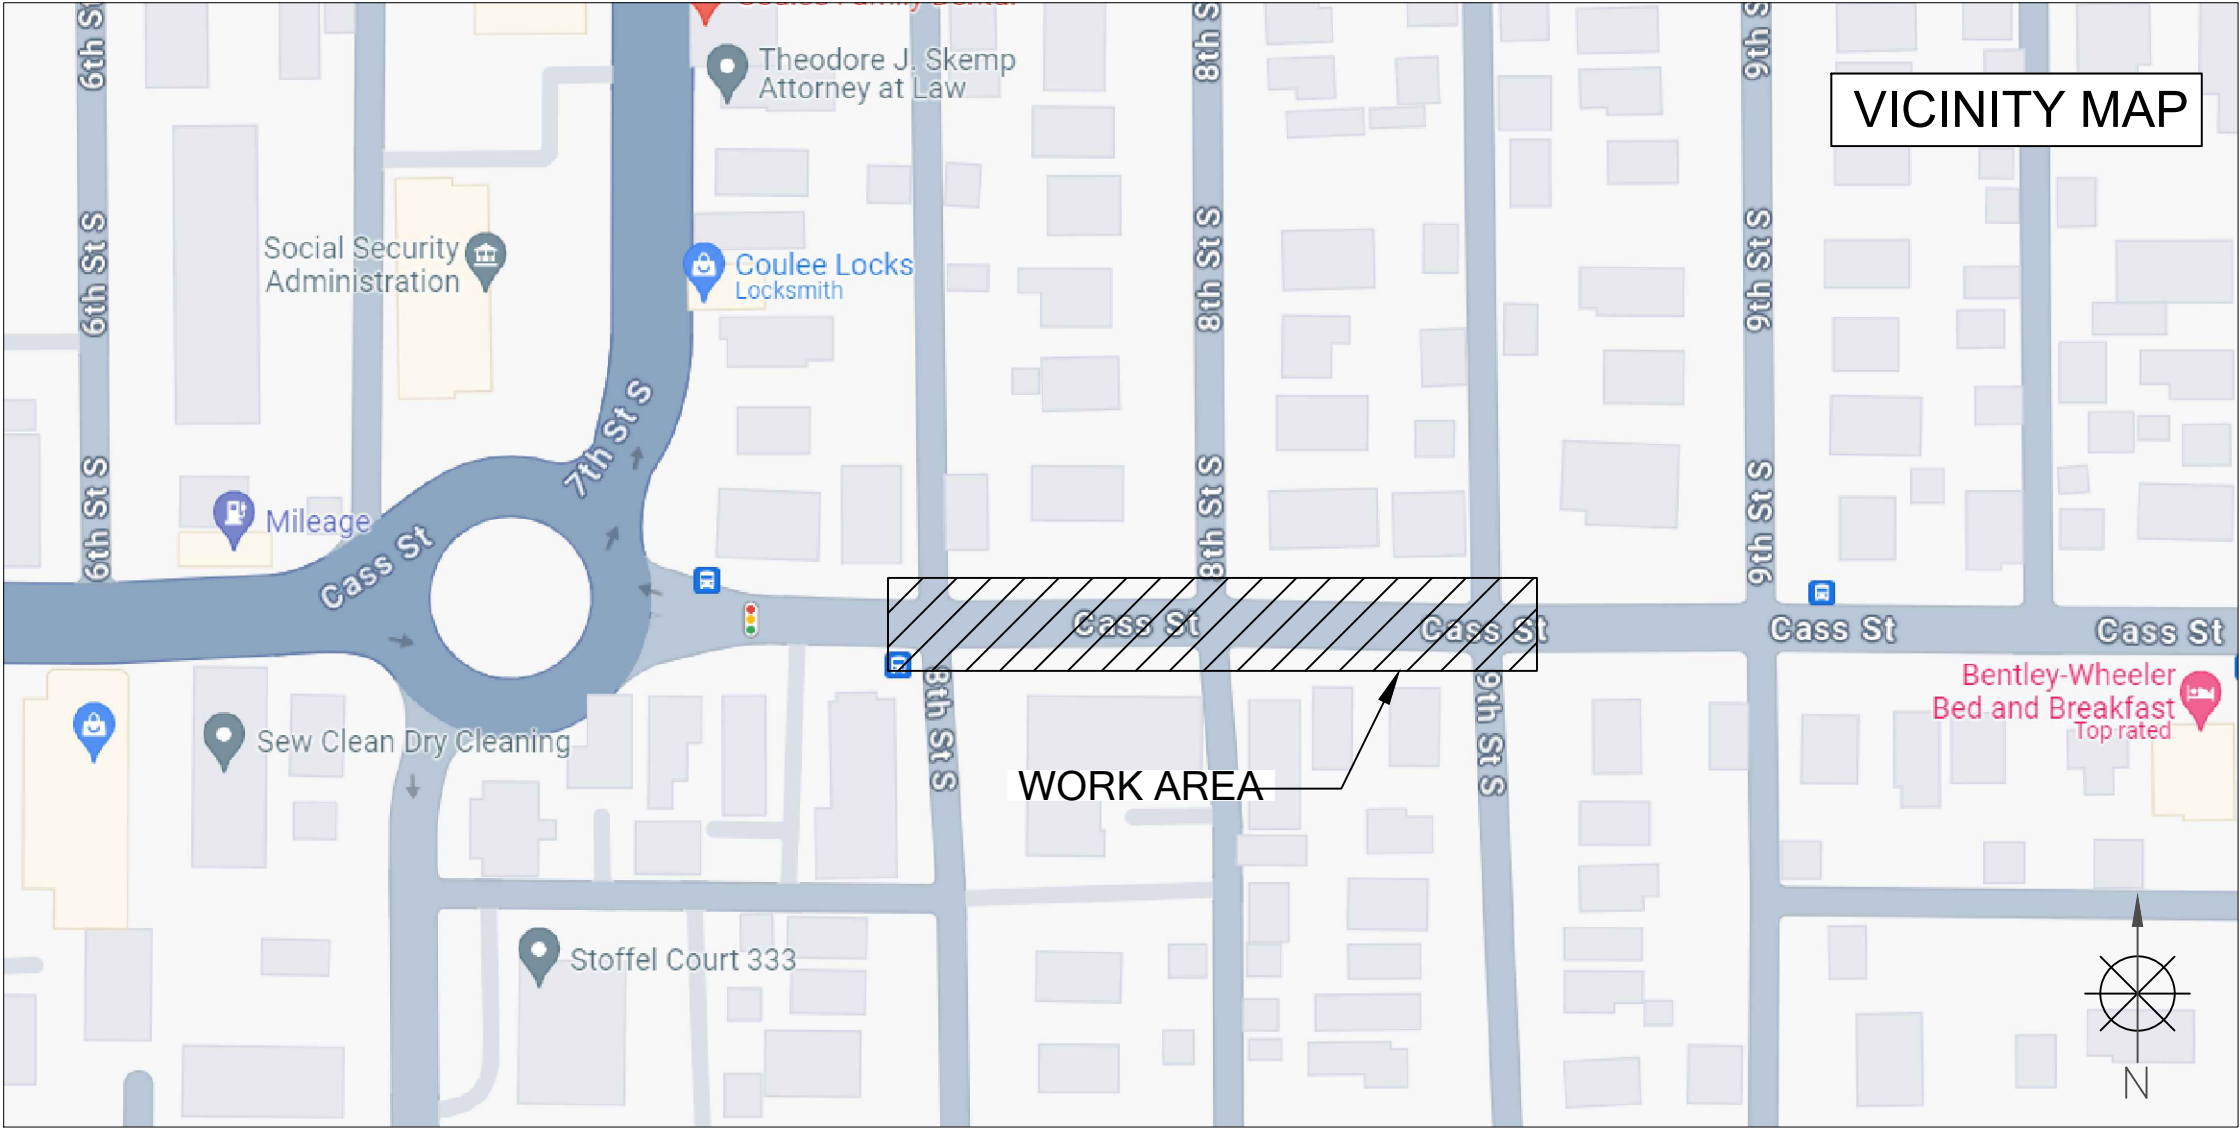 6th St S
8th St S
9th St S
Theodore J. Skemp
Attorney at Law
VICINITY MAP
6th St S
8th St S
9th St S
Social Security
Administration
Coulee Locks
Locksmith
7th St S
6th St S
8th St S
9th St S
Mileage
Cass St
Cass St
Cass St
Cass St
Cass St
8th St S
9th St S
Bentley-Wheeler
Bed and Breakfast
Top rated
Sew Clean Dry Cleaning
WORK AREA
Stoffel Court 333
N